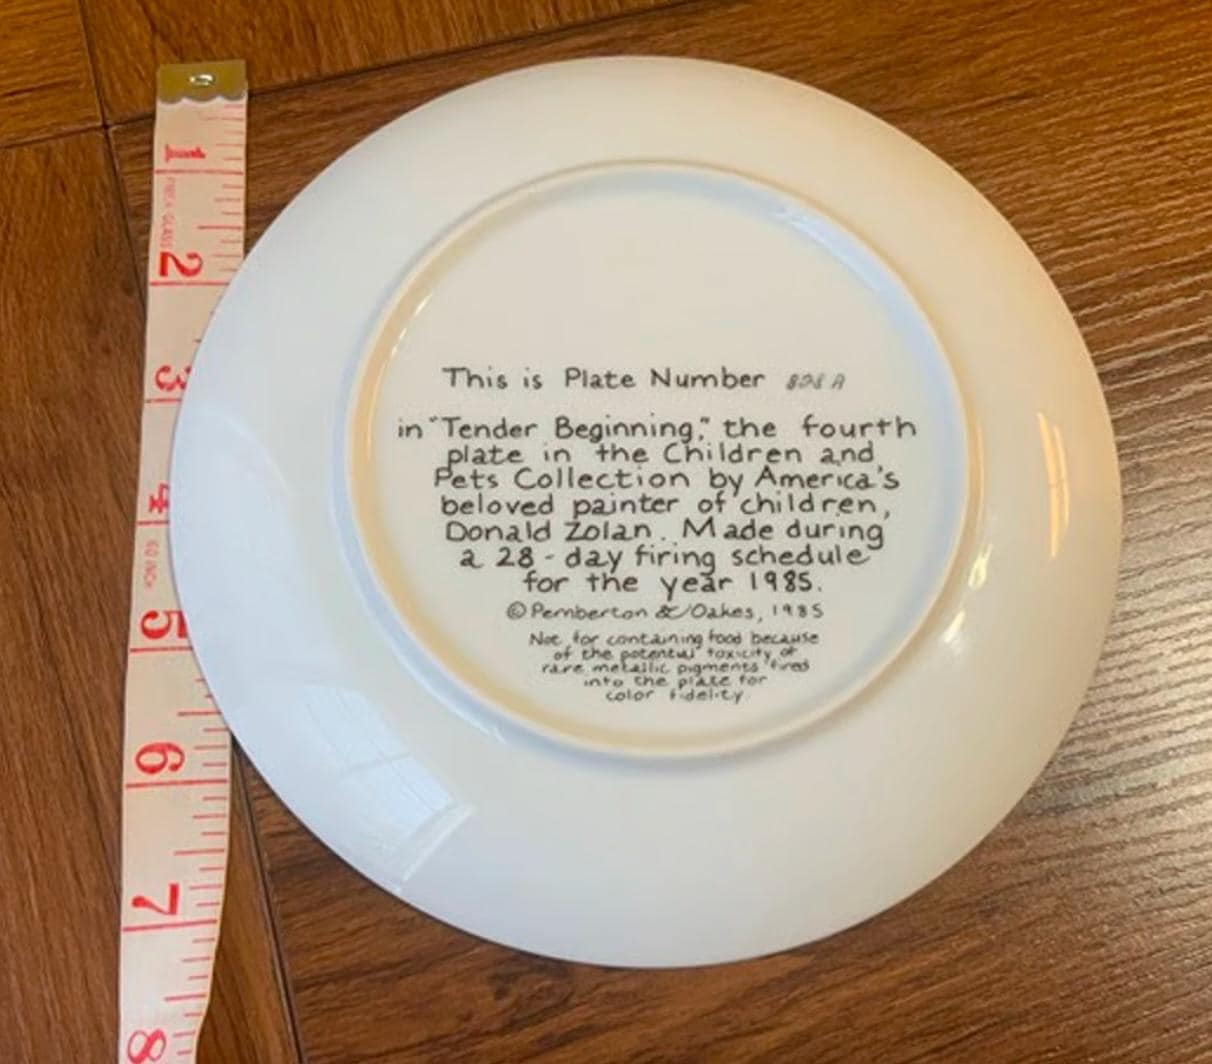 This is Plate Number
in "Tender Beginning," the fourth
plate in the Children and
Pets Collection by America's
beloved painter of children,
Donald Zolan. Made during
a 28-day firing schedule
for the year 1985.
© Pemberton & Oakes, 1985
Not for containing food because
of the potential toxicity of
rare metallic pigments fired
into the plate for
color fidelity.
1
2
3
4
60 INCH
5
6
7
8